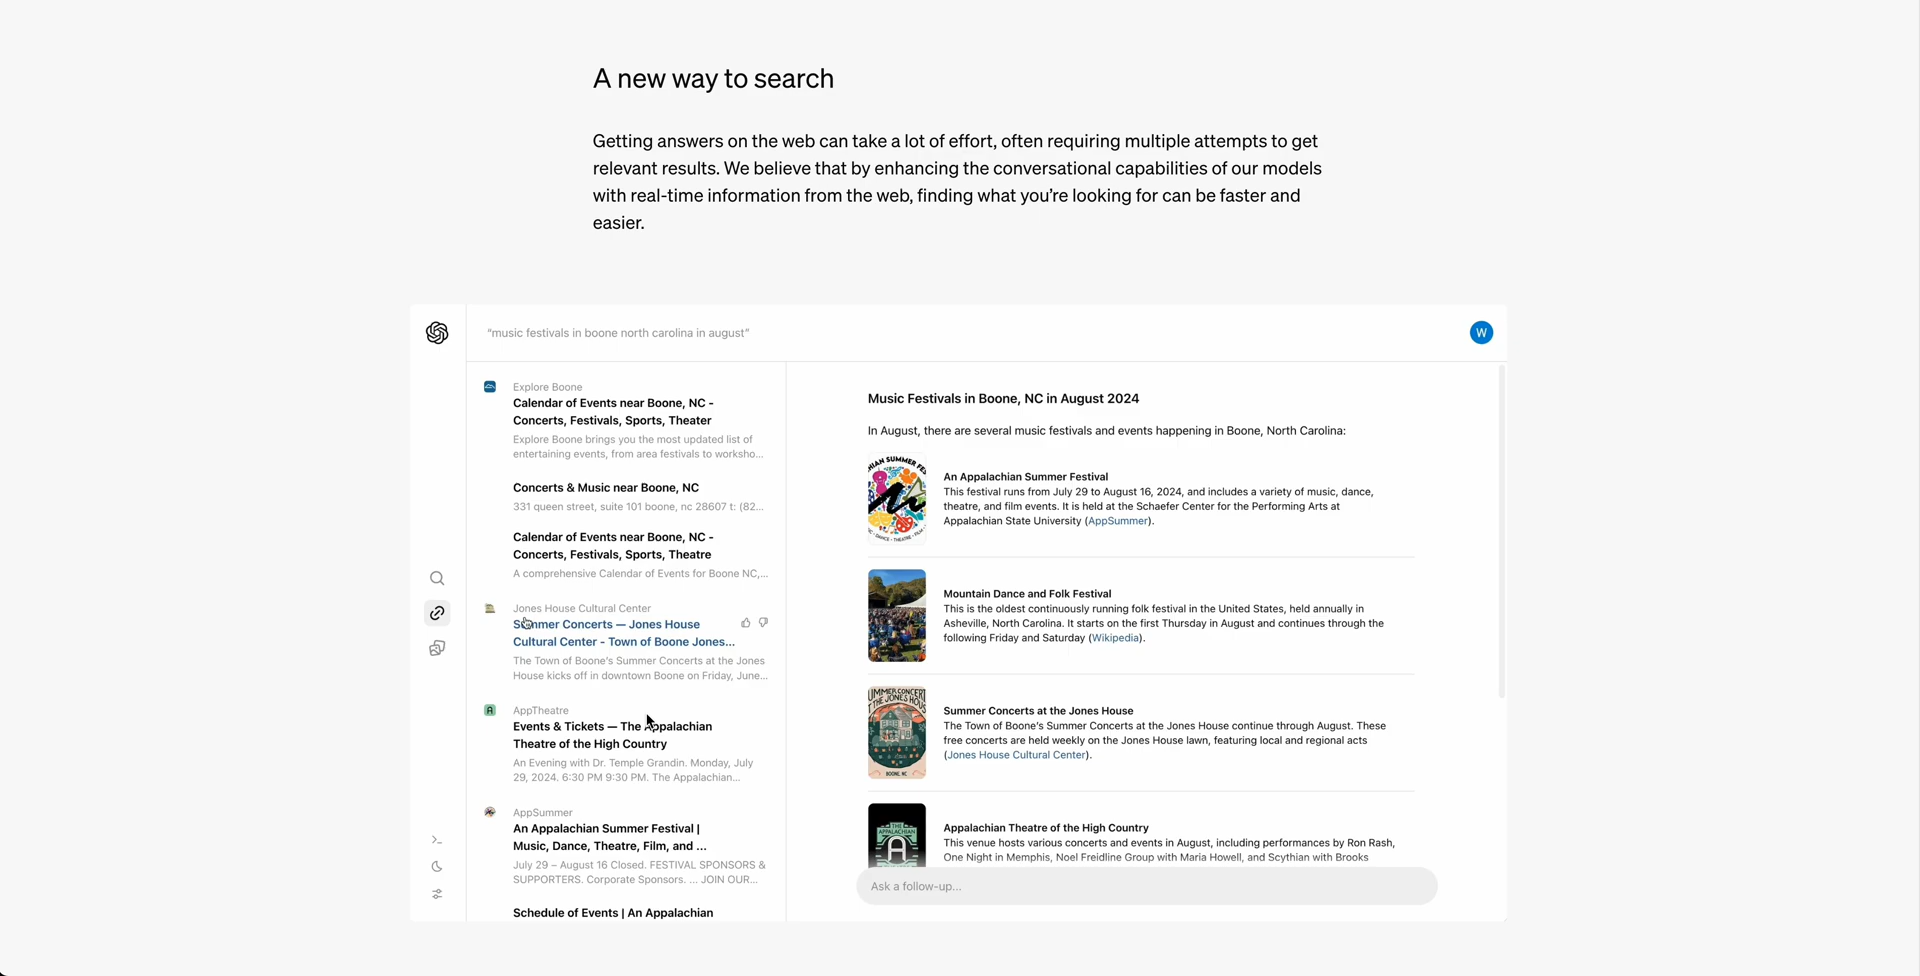 A new way to search
Getting answers on the web can take a lot of effort, often requiring multiple attempts to get
relevant results. We believe that by enhancing the conversational capabilities of our models
with real-time information from the web, finding what you’re looking for can be faster and
easier.
“music festivals in boone north carolina in august”
W
Explore Boone
Calendar of Events near Boone, NC -
Concerts, Festivals, Sports, Theater
Explore Boone brings you the most updated list of
entertaining events, from area festivals to worksho...
Concerts & Music near Boone, NC
331 queen street, suite 101 boone, nc 28607 t: (82...
Calendar of Events near Boone, NC -
Concerts, Festivals, Sports, Theatre
A comprehensive Calendar of Events for Boone NC,...
Jones House Cultural Center
Summer Concerts — Jones House
Cultural Center - Town of Boone Jones...
The Town of Boone’s Summer Concerts at the Jones
House kicks off in downtown Boone on Friday, June...
AppTheatre
Events & Tickets — The Appalachian
Theatre of the High Country
An Evening with Dr. Temple Grandin. Monday, July
29, 2024. 6:30 PM 9:30 PM. The Appalachian...
AppSummer
An Appalachian Summer Festival |
Music, Dance, Theatre, Film, and ...
July 29 – August 16 Closed. FESTIVAL SPONSORS &
SUPPORTERS. Corporate Sponsors. ... JOIN OUR...
Schedule of Events | An Appalachian
Music Festivals in Boone, NC in August 2024
In August, there are several music festivals and events happening in Boone, North Carolina:
An Appalachian Summer Festival
This festival runs from July 29 to August 16, 2024, and includes a variety of music, dance,
theatre, and film events. It is held at the Schaefer Center for the Performing Arts at
Appalachian State University (AppSummer).
Mountain Dance and Folk Festival
This is the oldest continuously running folk festival in the United States, held annually in
Asheville, North Carolina. It starts on the first Thursday in August and continues through the
following Friday and Saturday (Wikipedia).
BOONE, NC
Summer Concerts at the Jones House
The Town of Boone’s Summer Concerts at the Jones House continue through August. These
free concerts are held weekly on the Jones House lawn, featuring local and regional acts
(Jones House Cultural Center).
THE
APPALACHIAN
A
Appalachian Theatre of the High Country
This venue hosts various concerts and events in August, including performances by Ron Rash,
One Night in Memphis, Noel Freidline Group with Maria Howell, and Scythian with Brooks
Ask a follow-up...